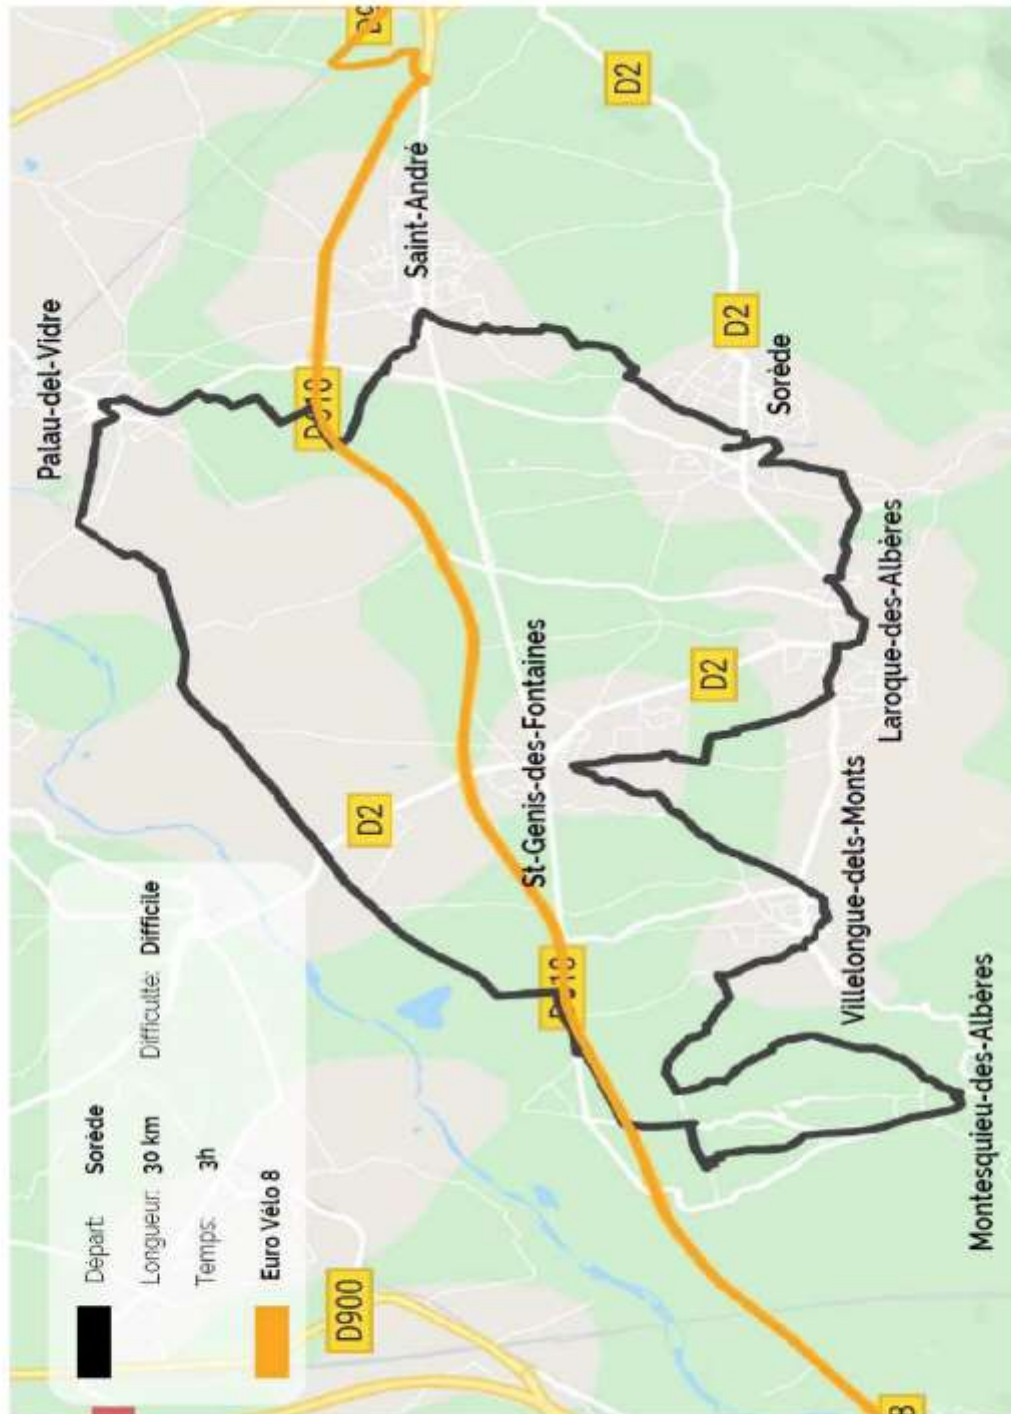 Palau-del-Vidre
Départ: Sorède
Longueur: 30 km Difficulté: Difficile
Temps: 3h
Euro Vélo 8
D900
D2
Saint-André
St-Genis-des-Fontaines
D2
D2
D2
Sorède
Villelongue-dels-Monts
Laroque-des-Albères
Montesquieu-des-Albères